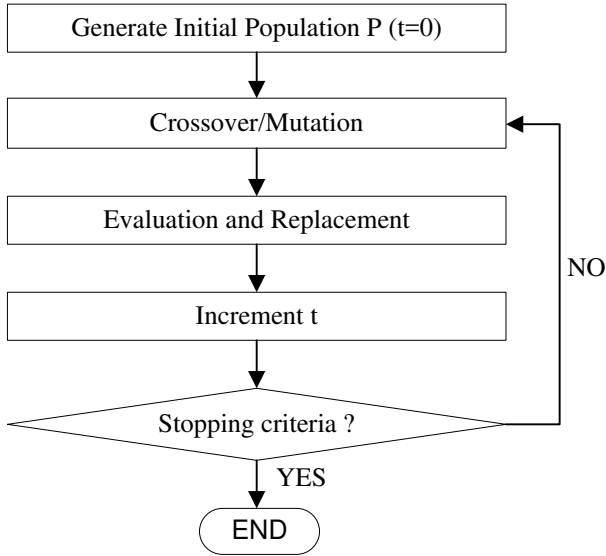 Generate Initial Population P (t=0)
Crossover/Mutation
Evaluation and Replacement
NO
Increment t
Stopping criteria ?
YES
END